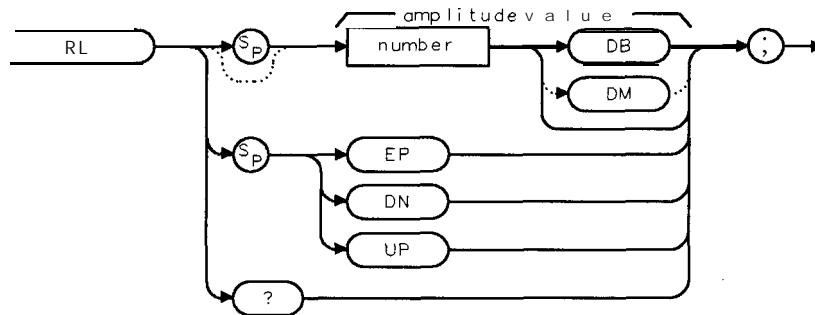 amplitude value
RL
SP
number
DB
;
DM
SP
EP
DN
UP
?